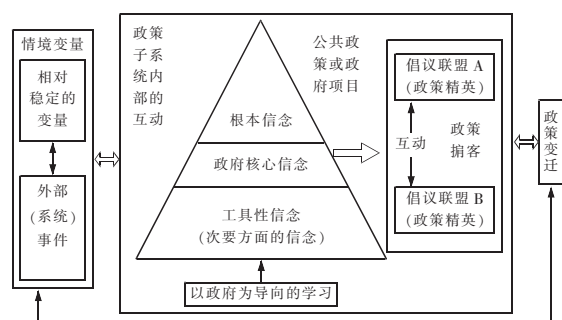 情境变量
相对
稳定的
变量
外部
(系统)
事件
政策
子系
统内
部的
互动
根本信念
政府核心信念
工具性信念
(次要方面的信念)
以政府为导向的学习
公共政
策或政
府项目
倡议联盟 A
(政策精英)
互动
政策
掮客
倡议联盟 B
(政策精英)
政
策
变
迁